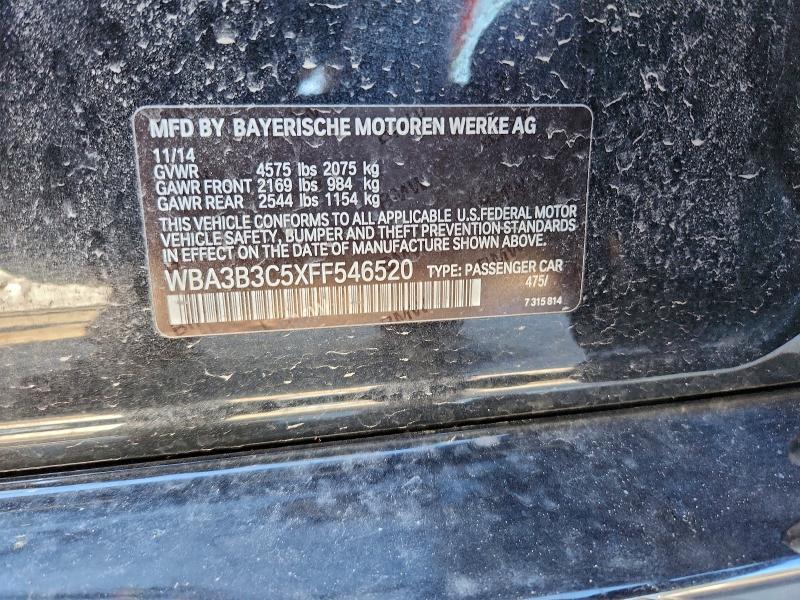 MFD BY BAYERISCHE MOTOREN WERKE AG
11/14
GVWR 4575 lbs 2075 kg
GAWR FRONT 2169 lbs 984 kg
GAWR REAR 2544 lbs 1154 kg
THIS VEHICLE CONFORMS TO ALL APPLICABLE U.S.FEDERAL MOTOR
VEHICLE SAFETY, BUMPER AND THEFT PREVENTION STANDARDS
IN EFFECT ON THE DATE OF MANUFACTURE SHOWN ABOVE.
WBA3B3C5XFF546520 TYPE: PASSENGER CAR
475/
7 315 814